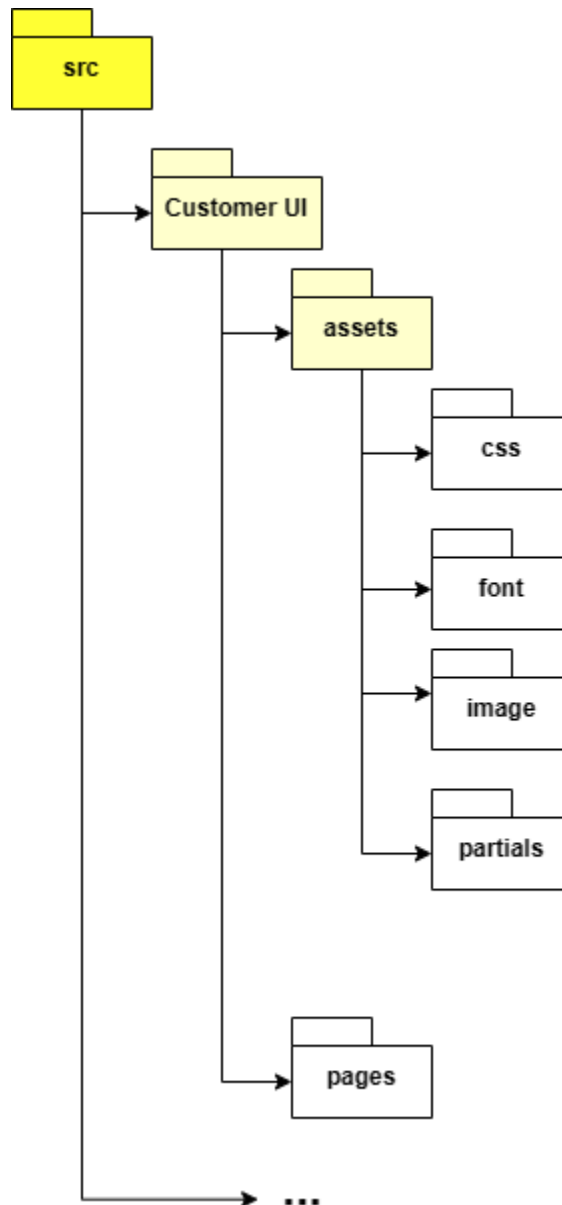 src
Customer UI
assets
css
font
image
partials
pages
...